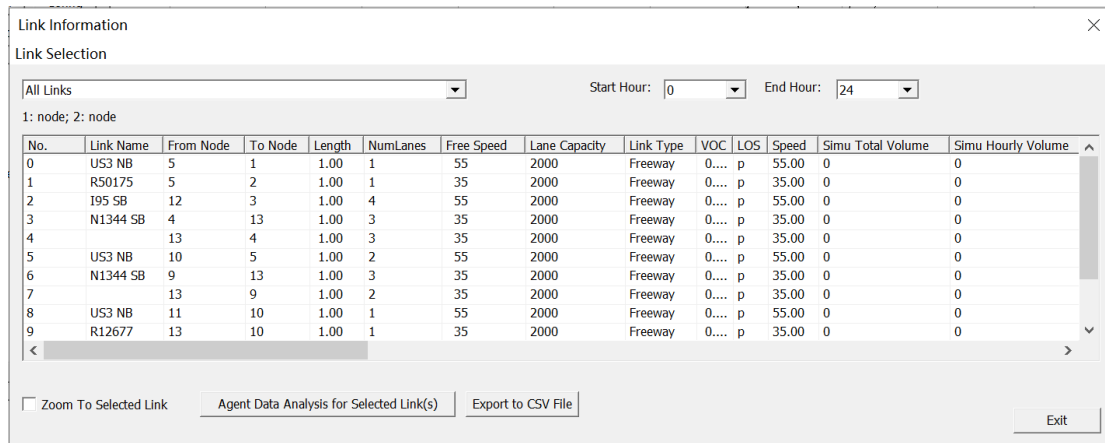 Link Information
Link Selection
All Links Start Hour: 0 End Hour: 24
1: node; 2: node
No. Link Name From Node To Node Length NumLanes Free Speed Lane Capacity Link Type VOC LOS Speed Simu Total Volume Simu Hourly Volume
0 US3 NB 5 1 1.00 1 55 2000 Freeway 0.... p 55.00 0 0
1 R50175 5 2 1.00 1 35 2000 Freeway 0.... p 35.00 0 0
2 I95 SB 12 3 1.00 4 55 2000 Freeway 0.... p 55.00 0 0
3 N1344 SB 4 13 1.00 3 35 2000 Freeway 0.... p 35.00 0 0
4 13 4 1.00 3 35 2000 Freeway 0.... p 35.00 0 0
5 US3 NB 10 5 1.00 2 55 2000 Freeway 0.... p 55.00 0 0
6 N1344 SB 9 13 1.00 3 35 2000 Freeway 0.... p 35.00 0 0
7 13 9 1.00 2 35 2000 Freeway 0.... p 35.00 0 0
8 US3 NB 11 10 1.00 1 55 2000 Freeway 0.... p 55.00 0 0
9 R12677 13 10 1.00 1 35 2000 Freeway 0.... p 35.00 0 0
Zoom To Selected Link Agent Data Analysis for Selected Link(s) Export to CSV File
Exit